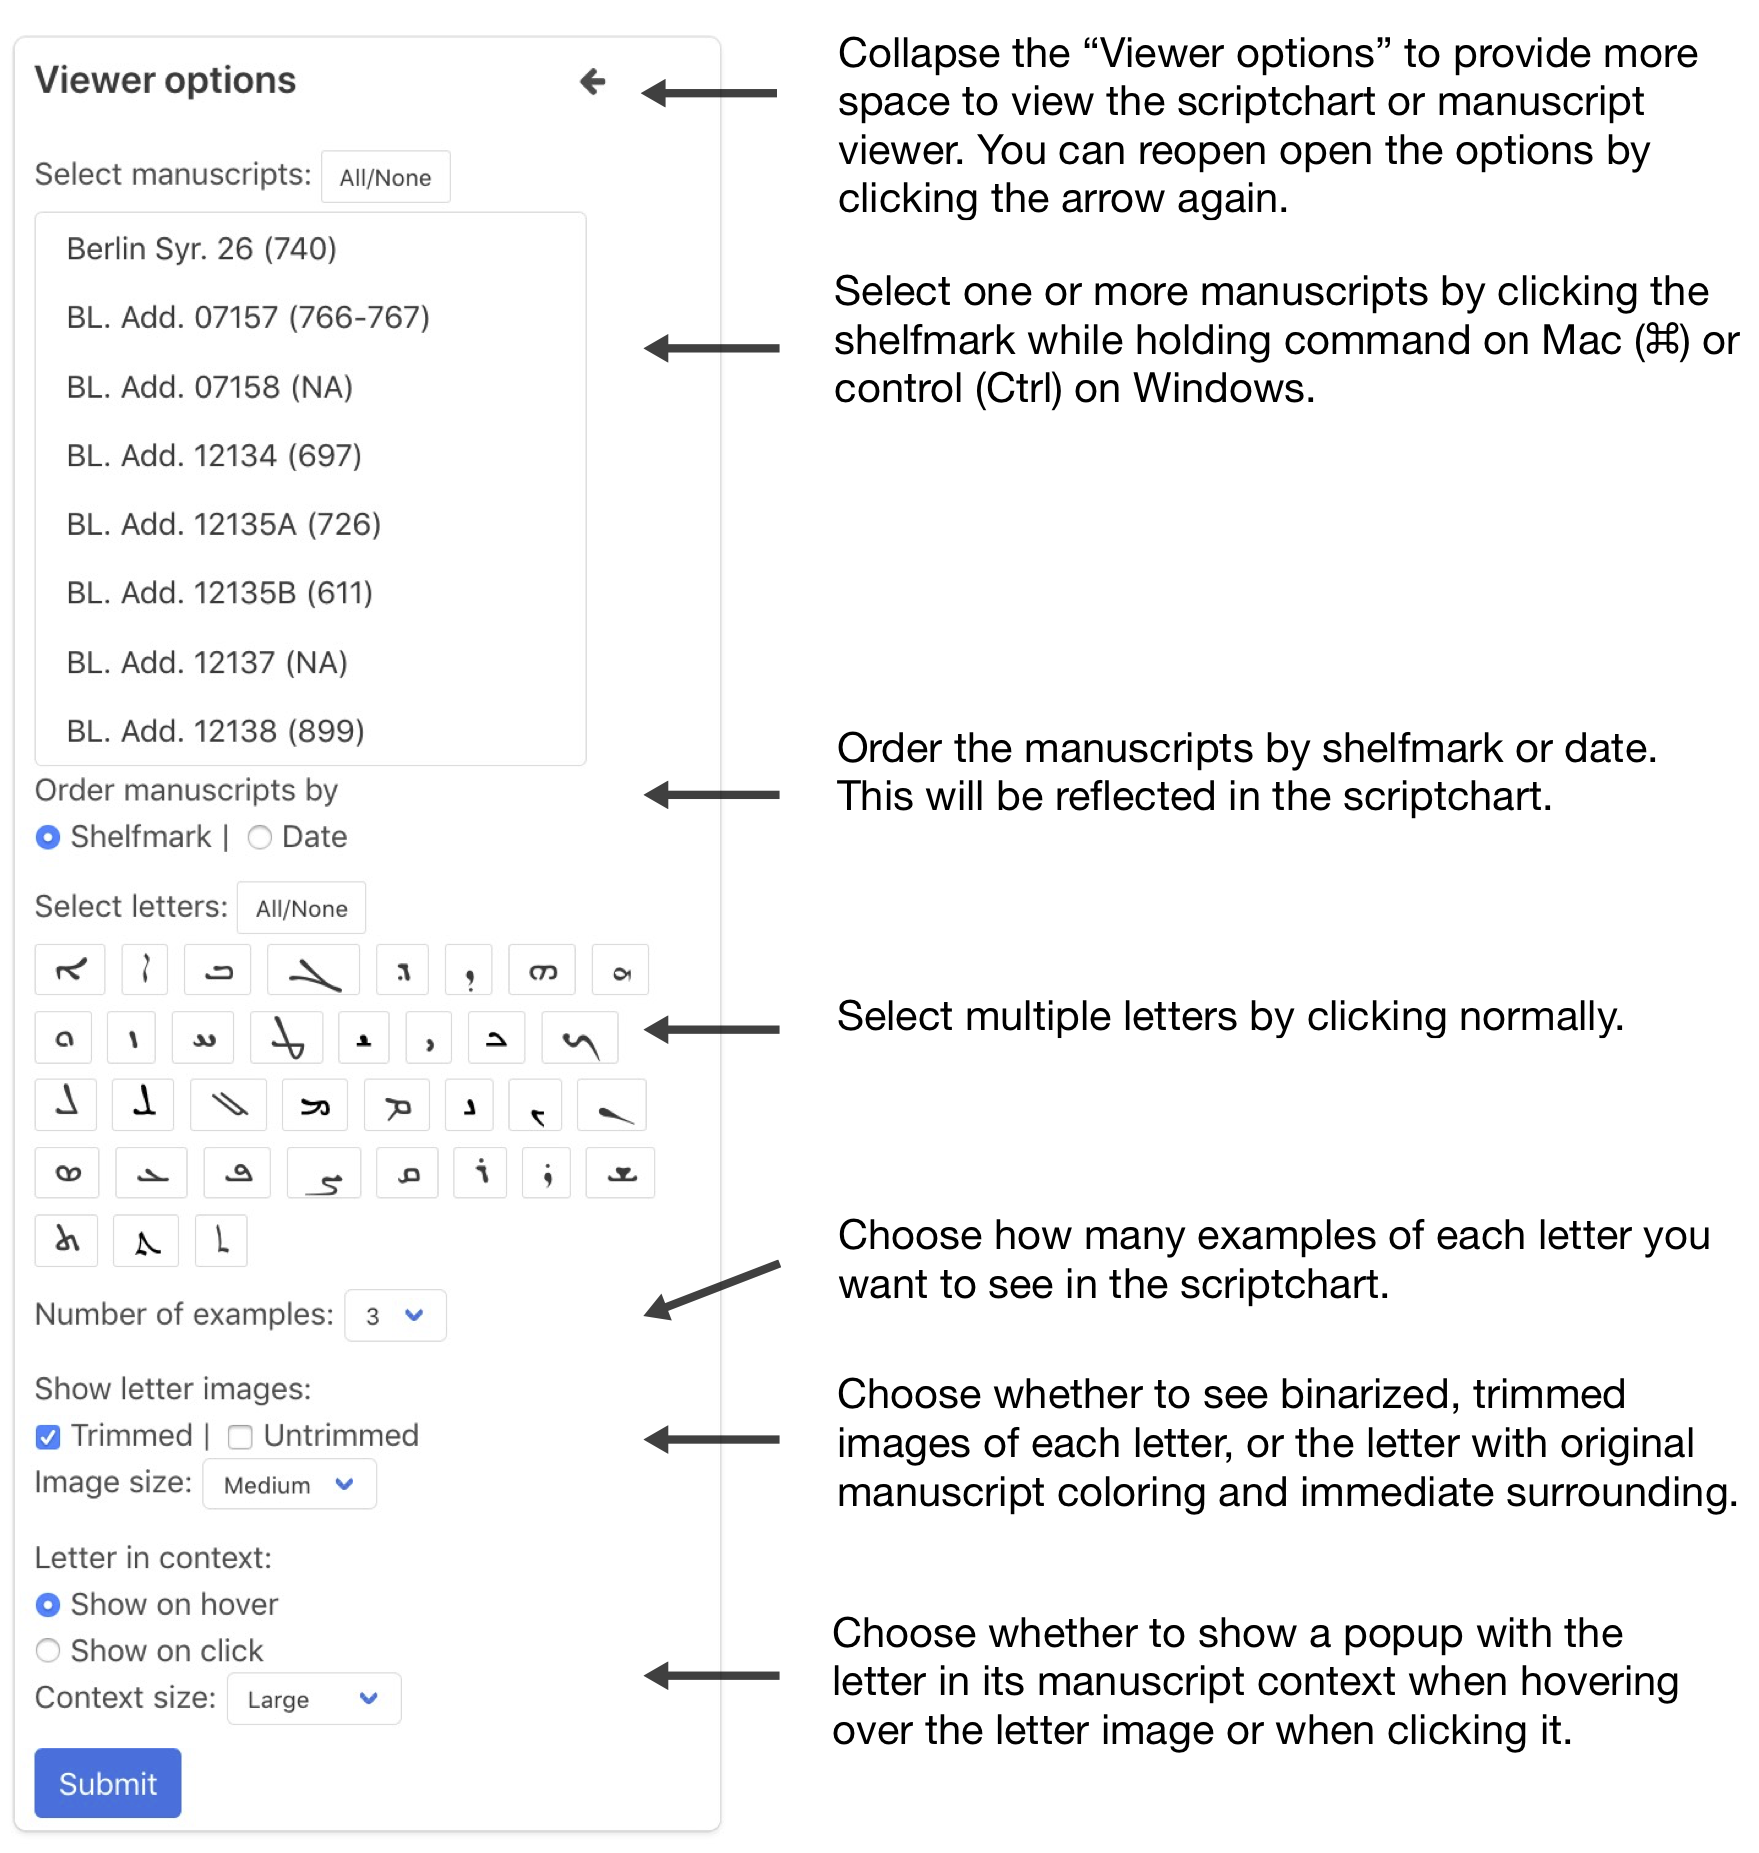 Viewer options
Collapse the “Viewer options” to provide more
space to view the scriptchart or manuscript
viewer. You can reopen open the options by
clicking the arrow again.
Select manuscripts: All/None
Berlin Syr. 26 (740)
BL. Add. 07157 (766-767)
BL. Add. 07158 (NA)
BL. Add. 12134 (697)
BL. Add. 12135A (726)
BL. Add. 12135B (611)
BL. Add. 12137 (NA)
BL. Add. 12138 (899)
Select one or more manuscripts by clicking the
shelfmark while holding command on Mac (⌘) or
control (Ctrl) on Windows.
Order manuscripts by
Shelfmark | Date
Order the manuscripts by shelfmark or date.
This will be reflected in the scriptchart.
Select letters: All/None
Select multiple letters by clicking normally.
Number of examples: 3
Choose how many examples of each letter you
want to see in the scriptchart.
Show letter images:
Trimmed | Untrimmed
Image size: Medium
Choose whether to see binarized, trimmed
images of each letter, or the letter with original
manuscript coloring and immediate surrounding.
Letter in context:
Show on hover
Show on click
Context size: Large
Choose whether to show a popup with the
letter in its manuscript context when hovering
over the letter image or when clicking it.
Submit